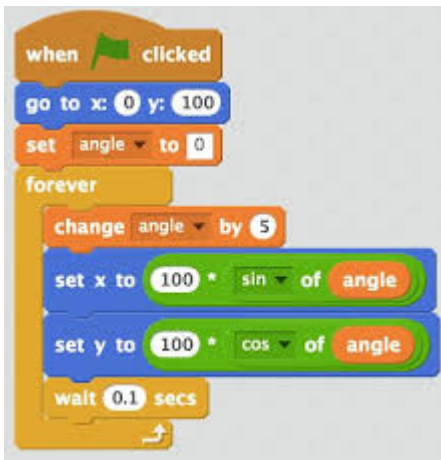 when clicked
go to x: 0 y: 100
set angle to 0
forever
change angle by 5
set x to 100 * sin of angle
set y to 100 * cos of angle
wait 0.1 secs